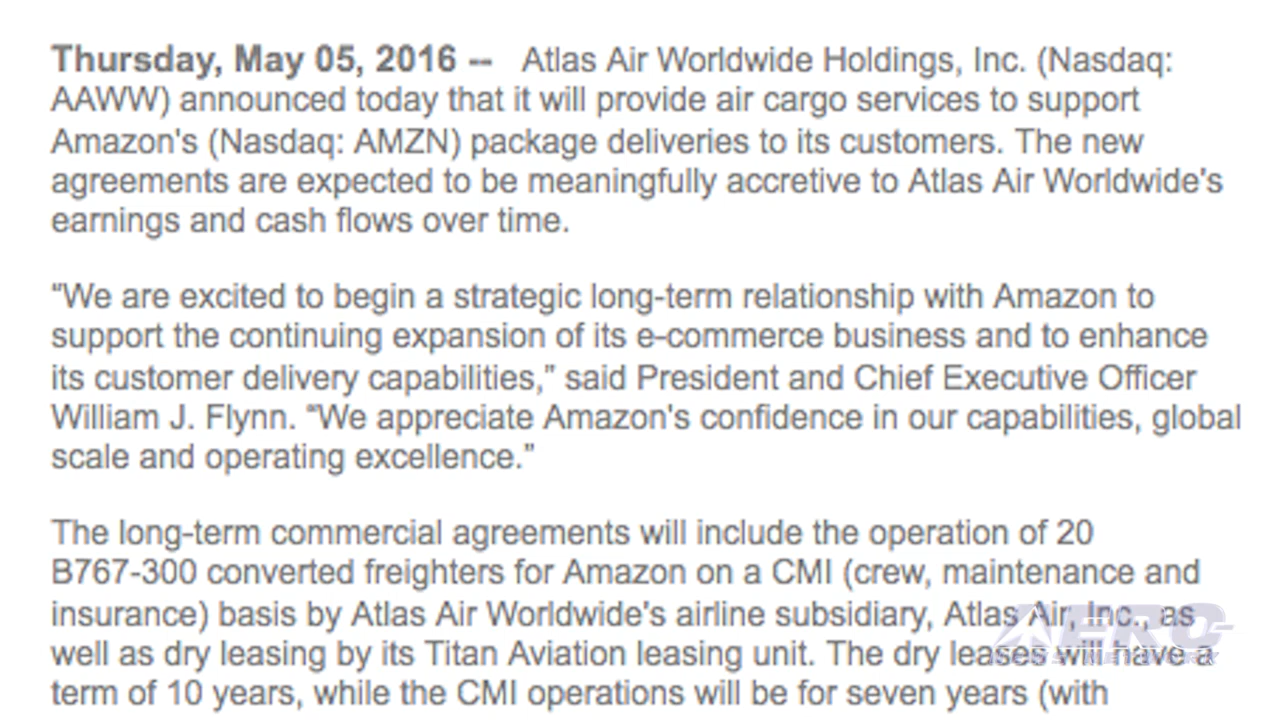 Thursday, May 05, 2016 -- Atlas Air Worldwide Holdings, Inc. (Nasdaq:
AAWW) announced today that it will provide air cargo services to support
Amazon's (Nasdaq: AMZN) package deliveries to its customers. The new
agreements are expected to be meaningfully accretive to Atlas Air Worldwide's
earnings and cash flows over time.
“We are excited to begin a strategic long-term relationship with Amazon to
support the continuing expansion of its e-commerce business and to enhance
its customer delivery capabilities,” said President and Chief Executive Officer
William J. Flynn. “We appreciate Amazon's confidence in our capabilities, global
scale and operating excellence.”
The long-term commercial agreements will include the operation of 20
B767-300 converted freighters for Amazon on a CMI (crew, maintenance and
insurance) basis by Atlas Air Worldwide's airline subsidiary, Atlas Air, Inc., as
well as dry leasing by its Titan Aviation leasing unit. The dry leases will have a
term of 10 years, while the CMI operations will be for seven years (with
AERO
NEWS NETWORK